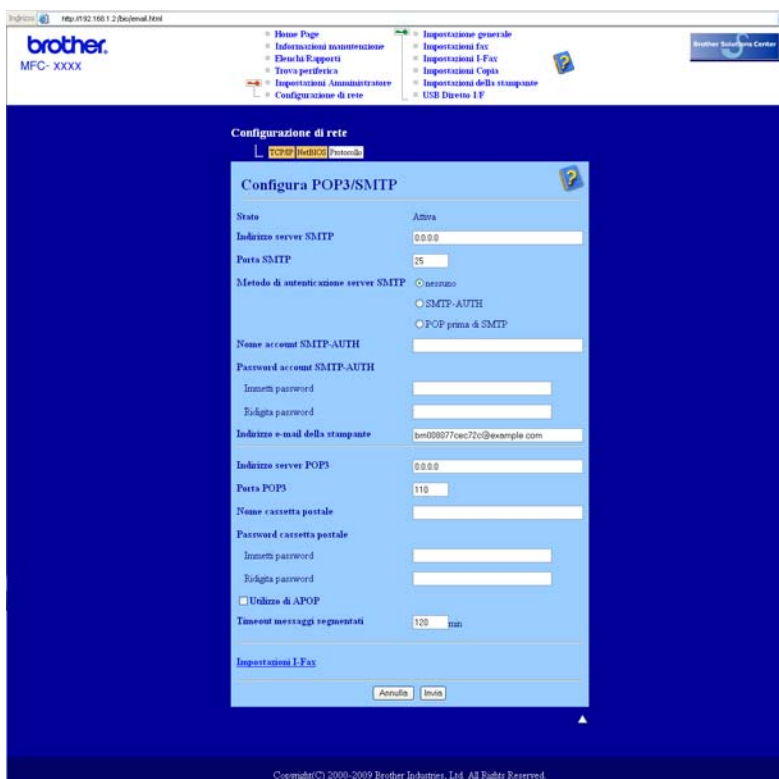 Indirizzo http://192.168.1.2/bio/email.html
brother.
MFC- XXXX
Home Page
Informazioni manutenzione
Elenchi/Rapporti
Trova periferica
Impostazioni Amministratore
Configurazione di rete
Impostazione generale
Impostazioni fax
Impostazioni I-Fax
Impostazioni Copia
Impostazioni della stampante
USB Diretto I/F
Brother Solutions Center
Configurazione di rete
TCP/IP NetBIOS Protocollo
Configura POP3/SMTP
Stato Attiva
Indirizzo server SMTP 0.0.0.0
Porta SMTP 25
Metodo di autenticazione server SMTP nessuno
SMTP-AUTH
POP prima di SMTP
Nome account SMTP-AUTH
Password account SMTP-AUTH
Immetti password
Ridigita password
Indirizzo e-mail della stampante brn008077cec72c@example.com
Indirizzo server POP3 0.0.0.0
Porta POP3 110
Nome cassetta postale
Password cassetta postale
Immetti password
Ridigita password
Utilizzo di APOP
Timeout messaggi segmentati 120 min
Impostazioni I-Fax
Annulla Invia
Copyright(C) 2000-2009 Brother Industries, Ltd. All Rights Reserved.